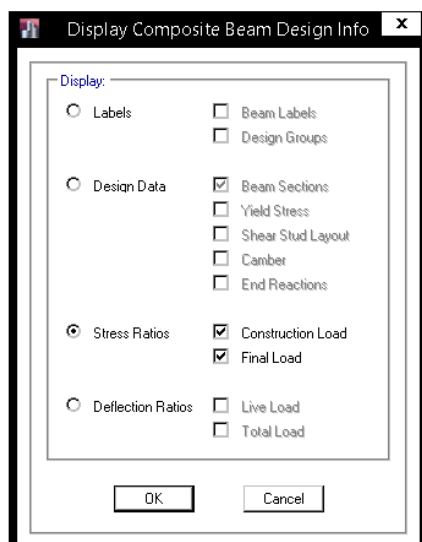 Display Composite Beam Design Info x
Display:
Labels Beam Labels
Design Groups
Design Data Beam Sections
Yield Stress
Shear Stud Layout
Camber
End Reactions
Stress Ratios Construction Load
Final Load
Deflection Ratios Live Load
Total Load
OK Cancel